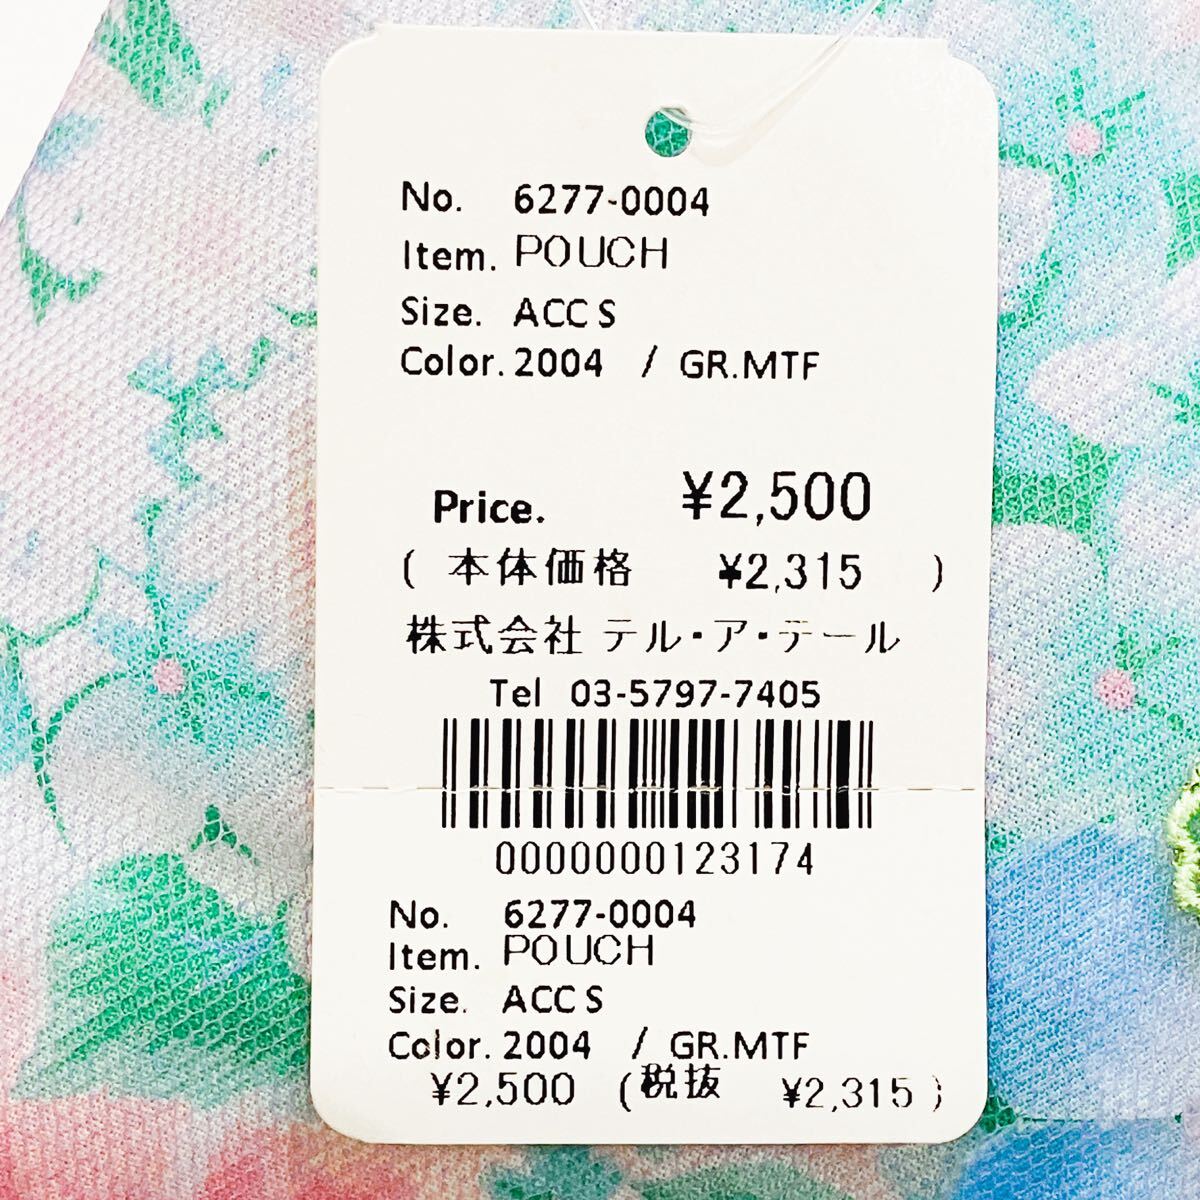 No. 6277-0004
Item. POUCH
Size. ACC S
Color. 2004 / GR.MTF
Price. ¥2,500
( 本体価格 ¥2,315 )
株式会社 テル・ア・テール
Tel 03-5797-7405
0000000123174
No. 6277-0004
Item. POUCH
Size. ACC S
Color. 2004 / GR.MTF
¥2,500 (税抜 ¥2,315)